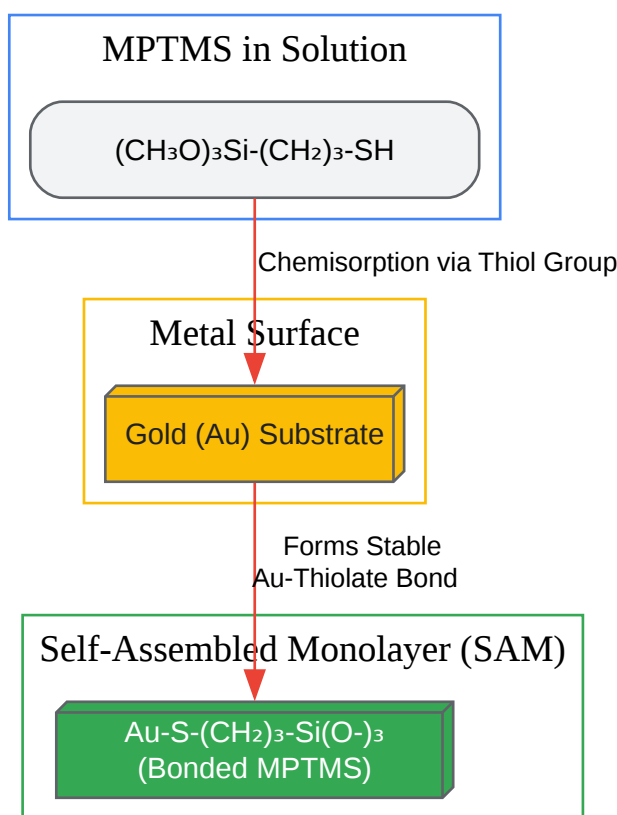 MPTMS in Solution
(CH₃O)₃Si-(CH₂)₃-SH
Chemisorption via Thiol Group
Metal Surface
Gold (Au) Substrate
Forms Stable
Au-Thiolate Bond
Self-Assembled Monolayer (SAM)
Au-S-(CH₂)₃-Si(O-)₃
(Bonded MPTMS)